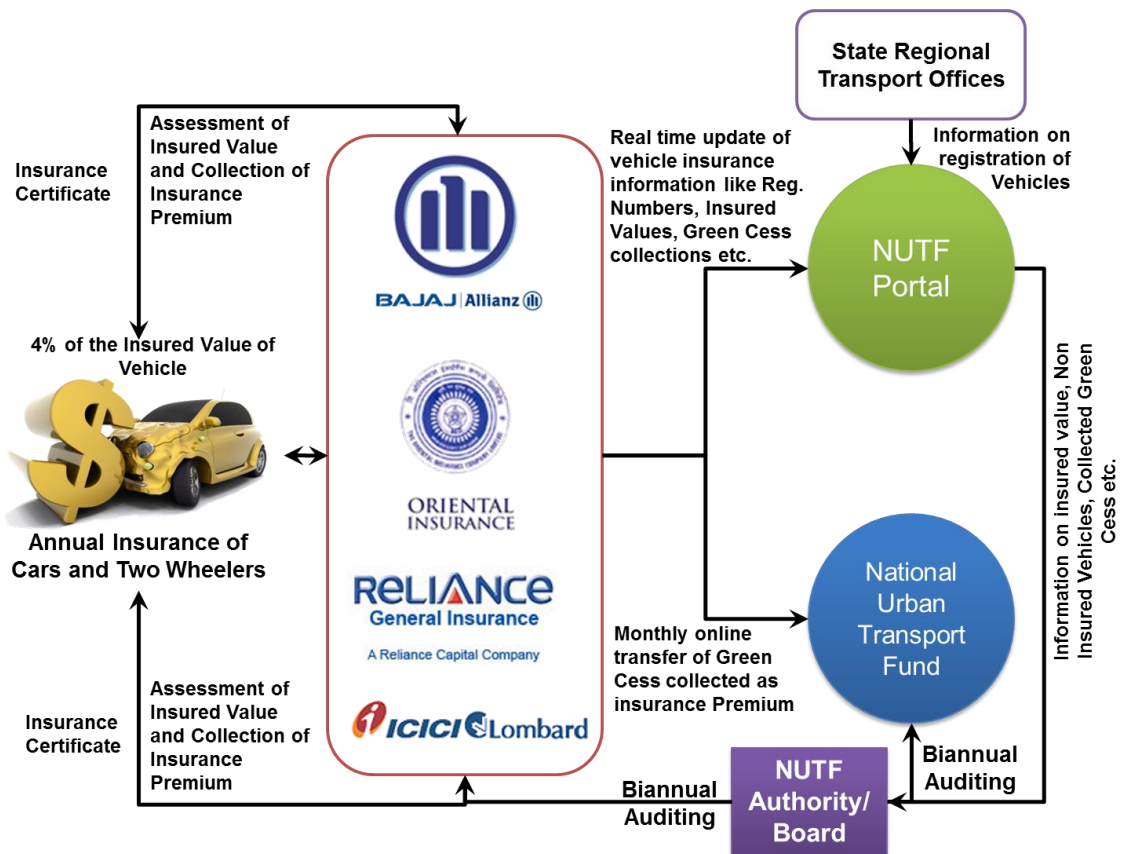 State Regional
Transport Offices
Assessment of
Insured Value
and Collection of
Insurance
Premium
Insurance
Certificate
Real time update of
vehicle insurance
information like Reg.
Numbers, Insured
Values, Green Cess
collections etc.
Information on
registration of
Vehicles
NUTF
Portal
BAJAJ | Allianz
4% of the Insured Value of
Vehicle
$
ORIENTAL
INSURANCE
Annual Insurance of
Cars and Two Wheelers
RELIANCE
General Insurance
A Reliance Capital Company
National
Urban
Transport
Fund
Information on insured value, Non
Insured Vehicles, Collected Green
Cess etc.
Monthly online
transfer of Green
Cess collected as
insurance Premium
Assessment of
Insured Value
and Collection of
Insurance
Premium
Insurance
Certificate
ICICI Lombard
Biannual
Auditing
NUTF
Authority/
Board
Biannual
Auditing